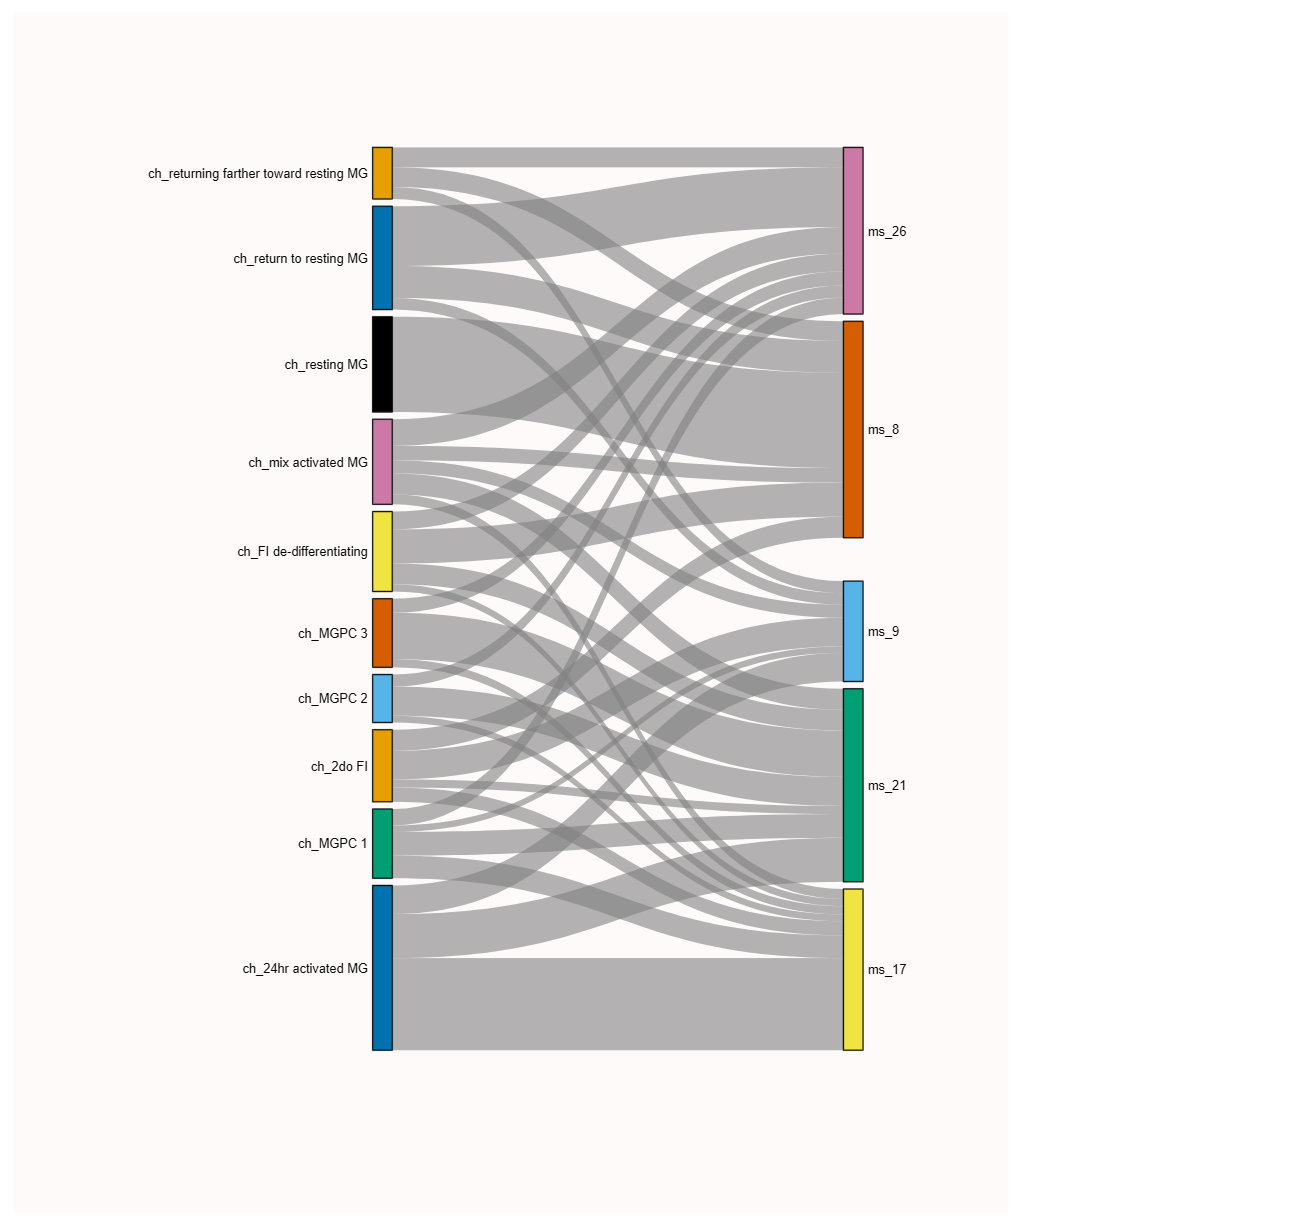 ch_returning farther toward resting MG
ch_return to resting MG
ch_resting MG
ch_mix activated MG
ch_FI de-differentiating
ch_MGPC 3
ch_MGPC 2
ch_2do FI
ch_MGPC 1
ch_24hr activated MG
ms_26
ms_8
ms_9
ms_21
ms_17